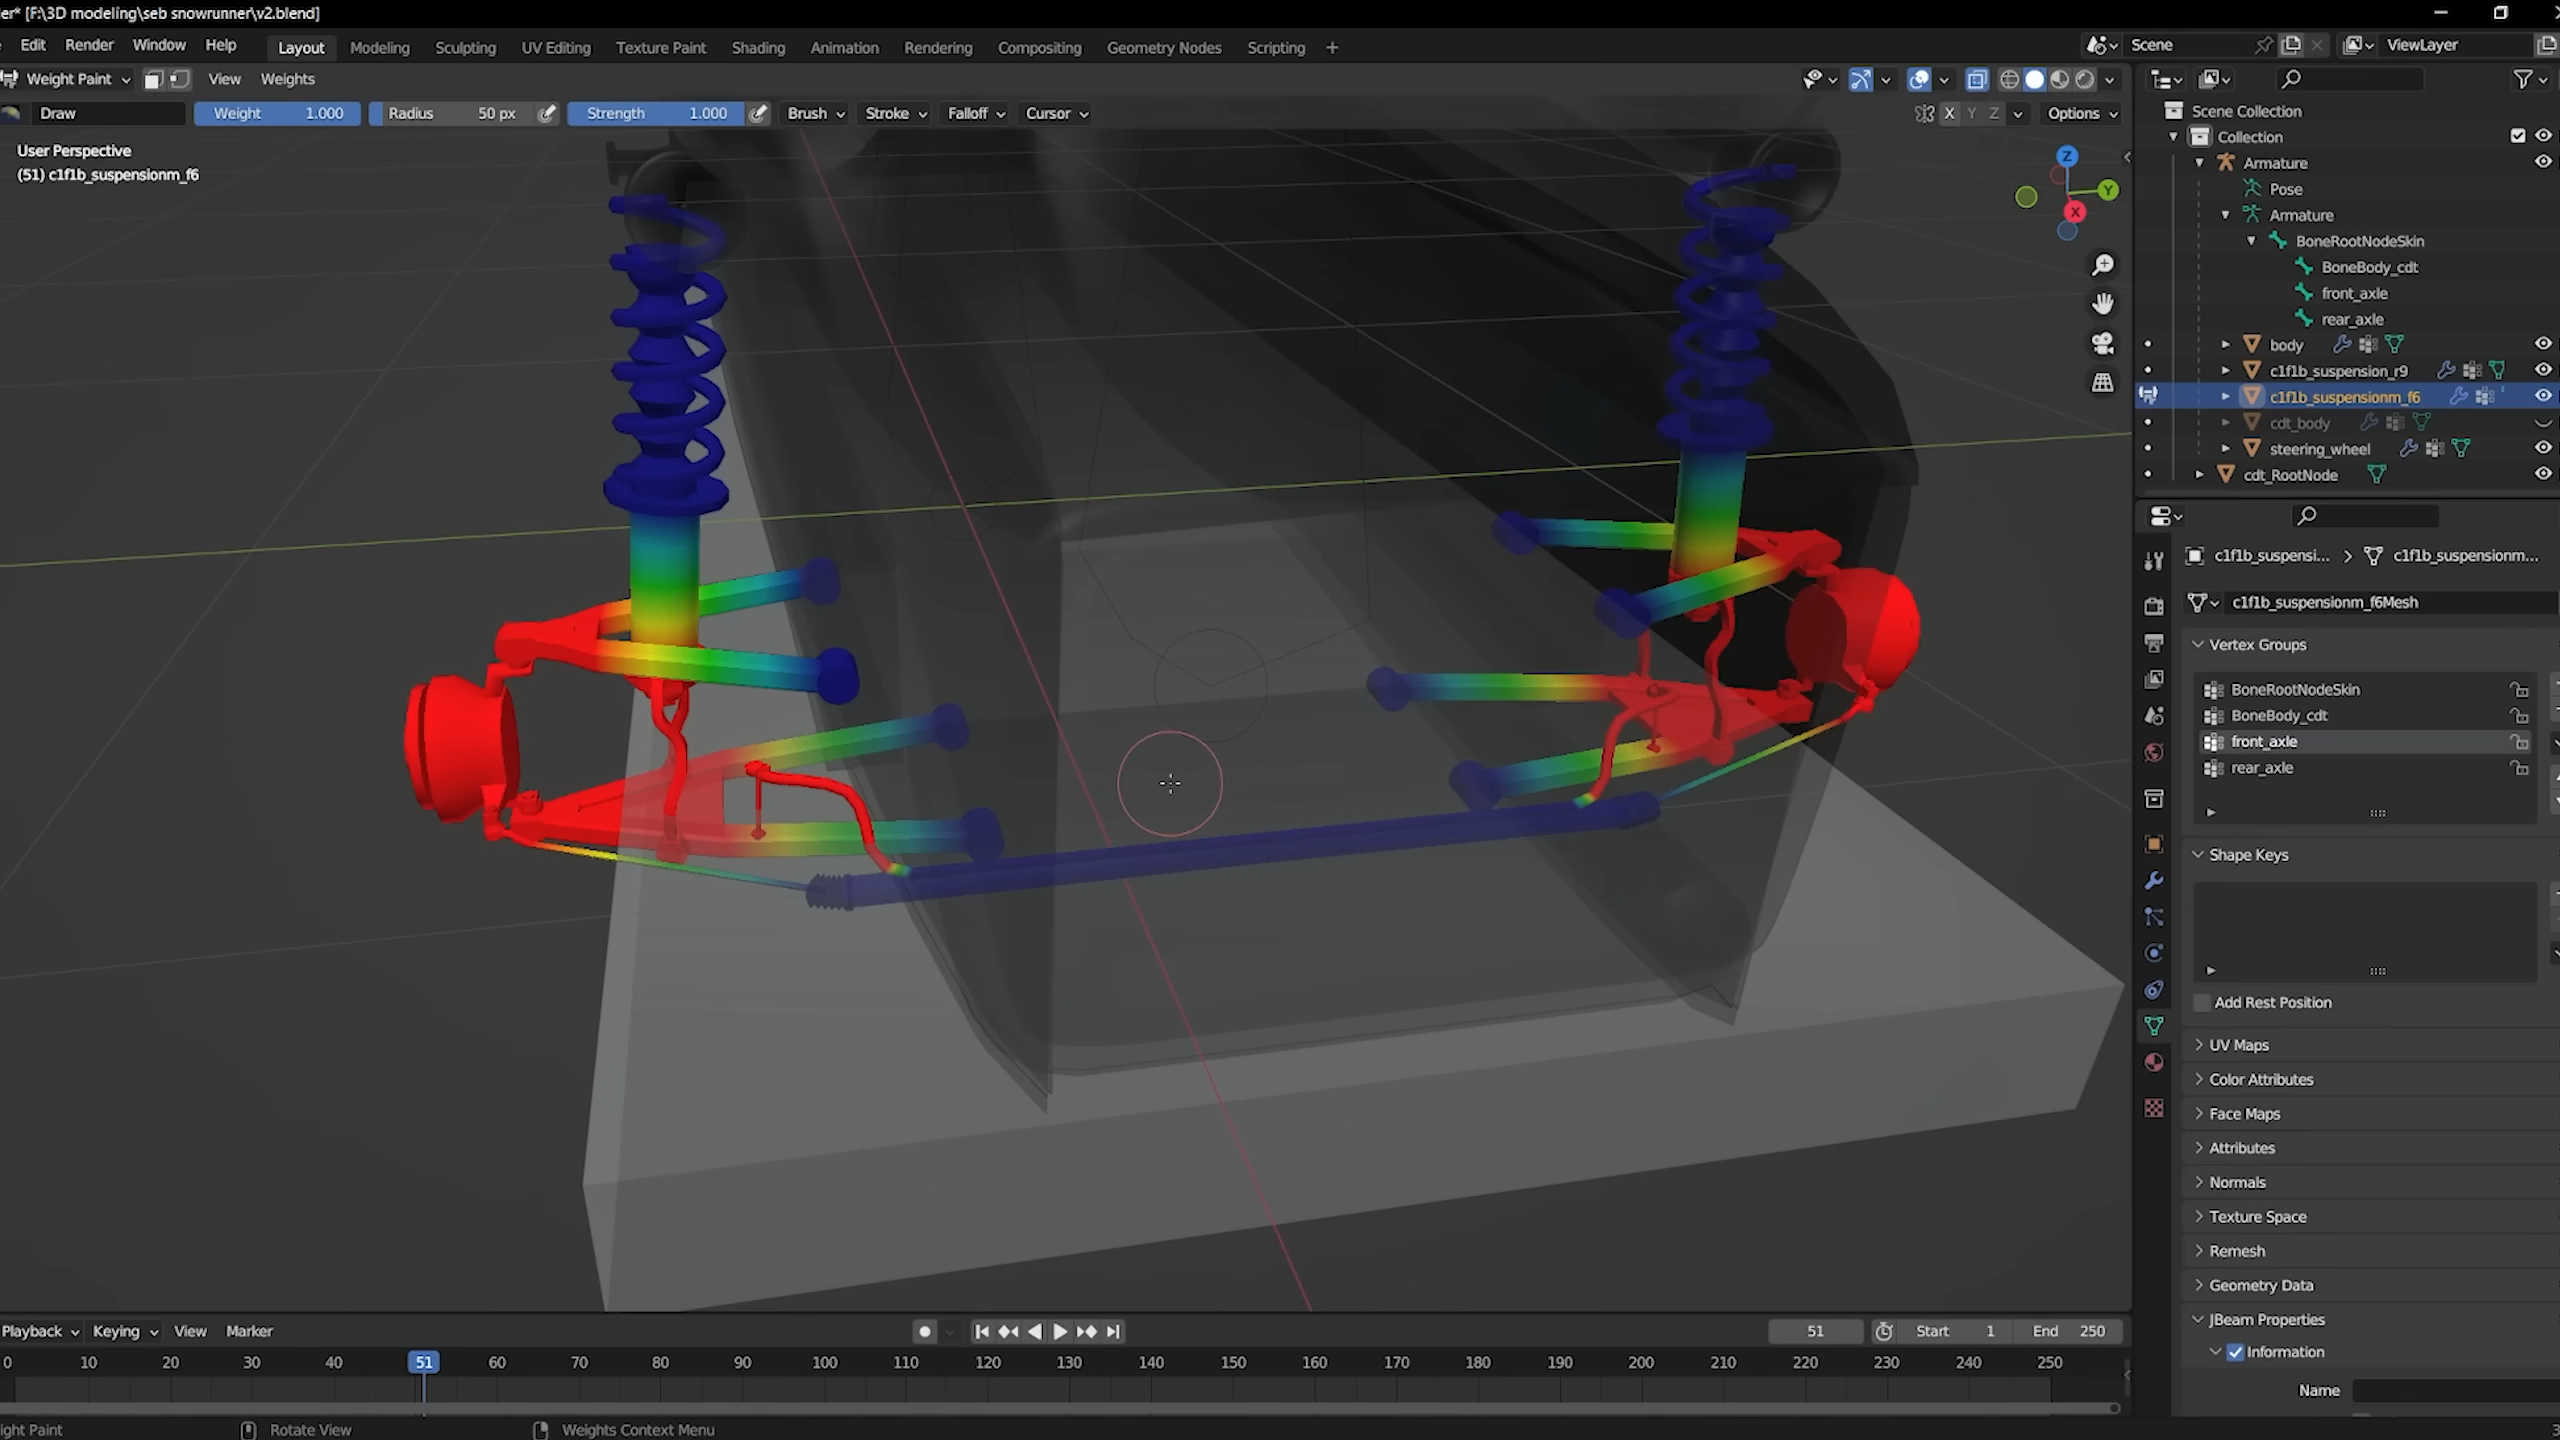 er* [F:\3D modeling\seb snowrunner\v2.blend]
Edit Render Window Help Layout Modeling Sculpting UV Editing Texture Paint Shading Animation Rendering Compositing Geometry Nodes Scripting + Scene ViewLayer
Weight Paint View Weights
Draw Weight 1.000 Radius 50 px Strength 1.000 Brush Stroke Falloff Cursor X Y Z Options
User Perspective
(51) c1f1b_suspensionm_f6
Z
Y
X
Scene Collection
Collection
Armature
Pose
Armature
BoneRootNodeSkin
BoneBody_cdt
front_axle
rear_axle
body
c1f1b_suspension_r9
c1f1b_suspensionm_f6
cdt_body
steering_wheel
cdt_RootNode
c1f1b_suspensi... c1f1b_suspensionm...
c1f1b_suspensionm_f6Mesh
Vertex Groups
BoneRootNodeSkin
BoneBody_cdt
front_axle
rear_axle
Shape Keys
Add Rest Position
UV Maps
Color Attributes
Face Maps
Attributes
Normals
Texture Space
Remesh
Geometry Data
JBeam Properties
Information
Name
Playback Keying View Marker 51 Start 1 End 250
0 10 20 30 40 51 60 70 80 90 100 110 120 130 140 150 160 170 180 190 200 210 220 230 240 250
ight Paint Rotate View Weights Context Menu